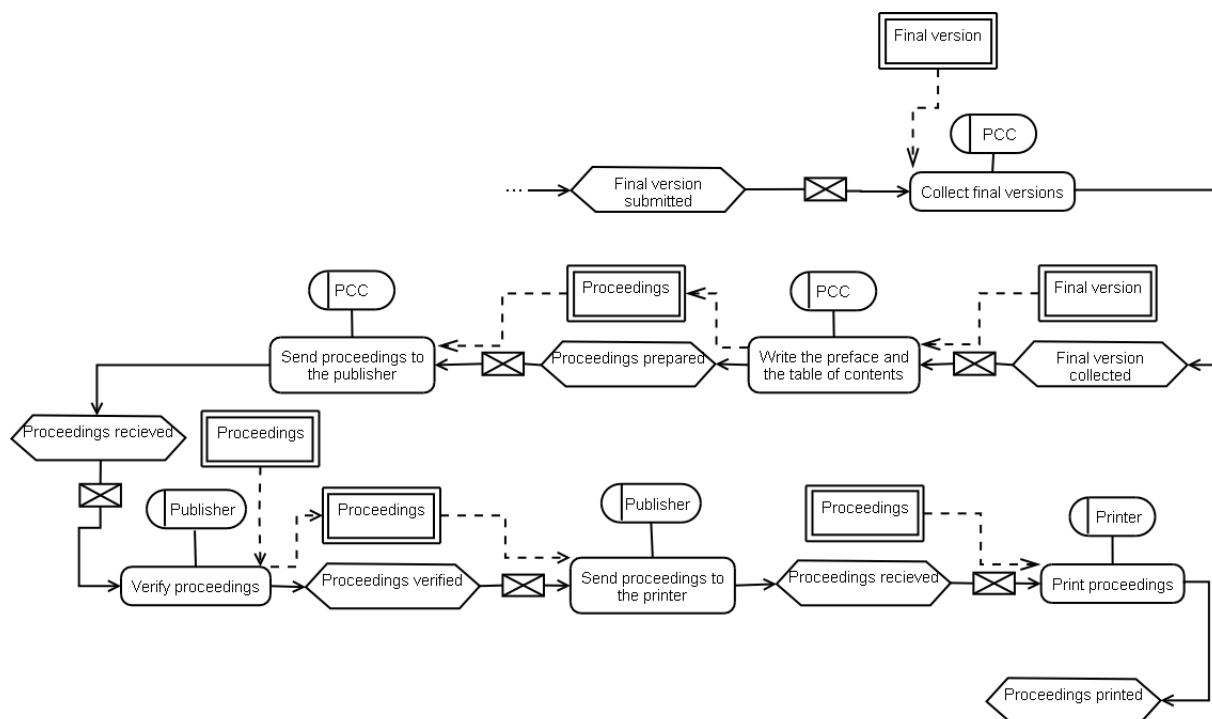 Final version
PCC
...
Final version
submitted
Collect final versions
PCC
Proceedings
PCC
Final version
Send proceedings to
the publisher
Proceedings prepared
Write the preface and
the table of contents
Final version
collected
Proceedings recieved
Proceedings
Publisher
Proceedings
Publisher
Proceedings
Printer
Verify proceedings
Proceedings verified
Send proceedings to
the printer
Proceedings recieved
Print proceedings
Proceedings printed